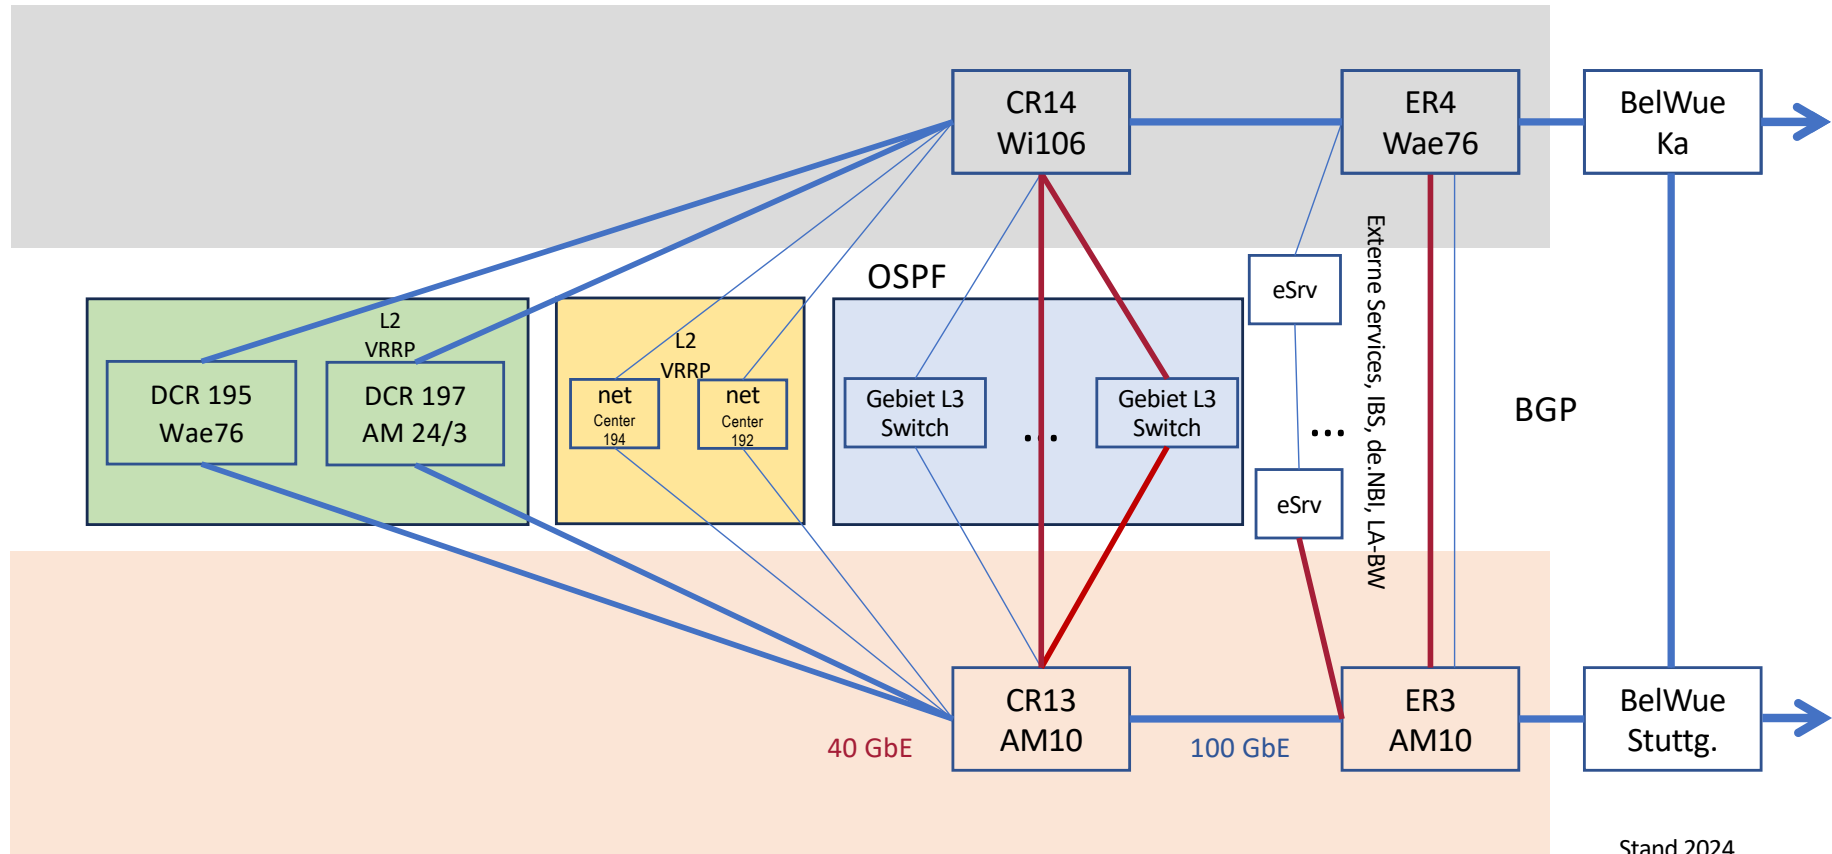 CR14
Wi106
ER4
Wae76
BelWue
Ka
OSPF
eSrv
Externe Services, IBS, de.NBI, LA-BW
L2
VRRP
DCR 195
Wae76
DCR 197
AM 24/3
L2
VRRP
net
Center
194
net
Center
192
Gebiet L3
Switch
...
Gebiet L3
Switch
...
BGP
eSrv
CR13
AM10
ER3
AM10
BelWue
Stuttg.
40 GbE
100 GbE
Stand 2024